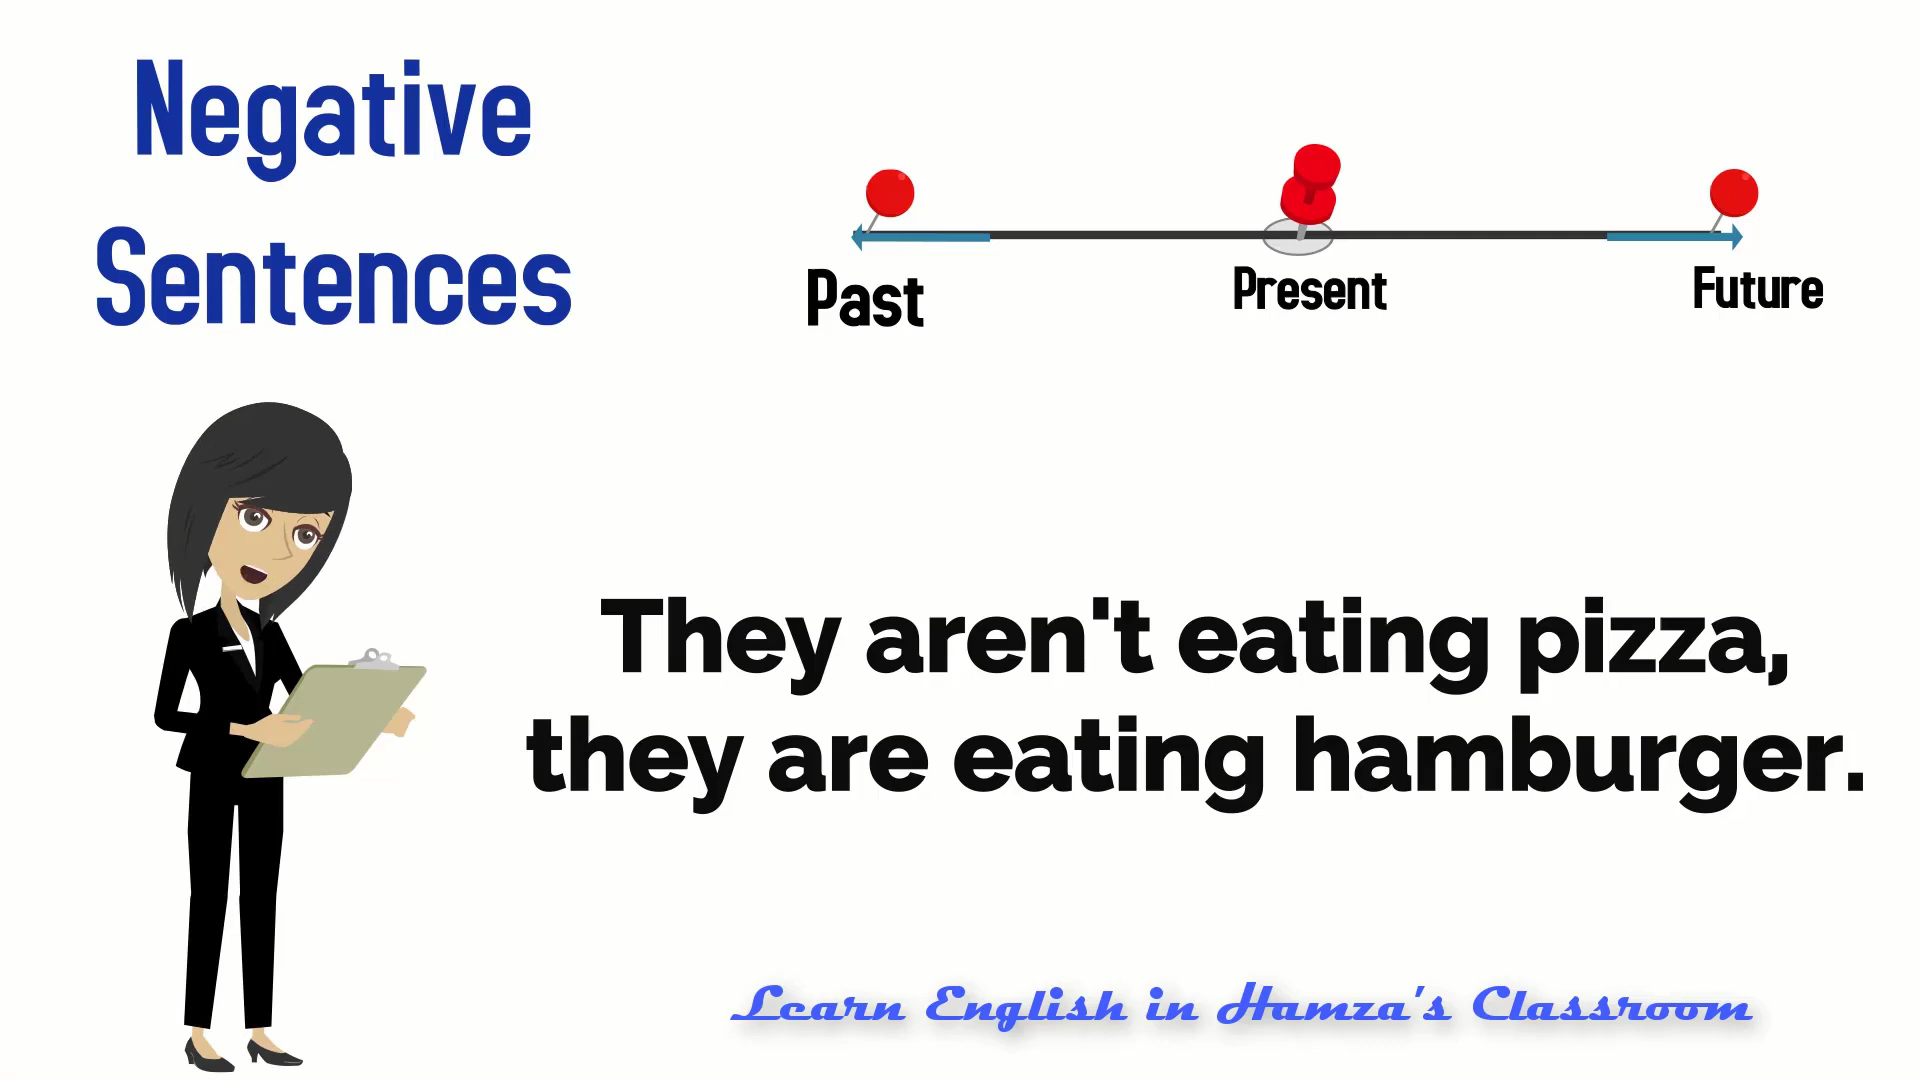 Negative
Sentences
Past
Present
Future
They aren't eating pizza,
they are eating hamburger.
Learn English in Hamza's Classroom